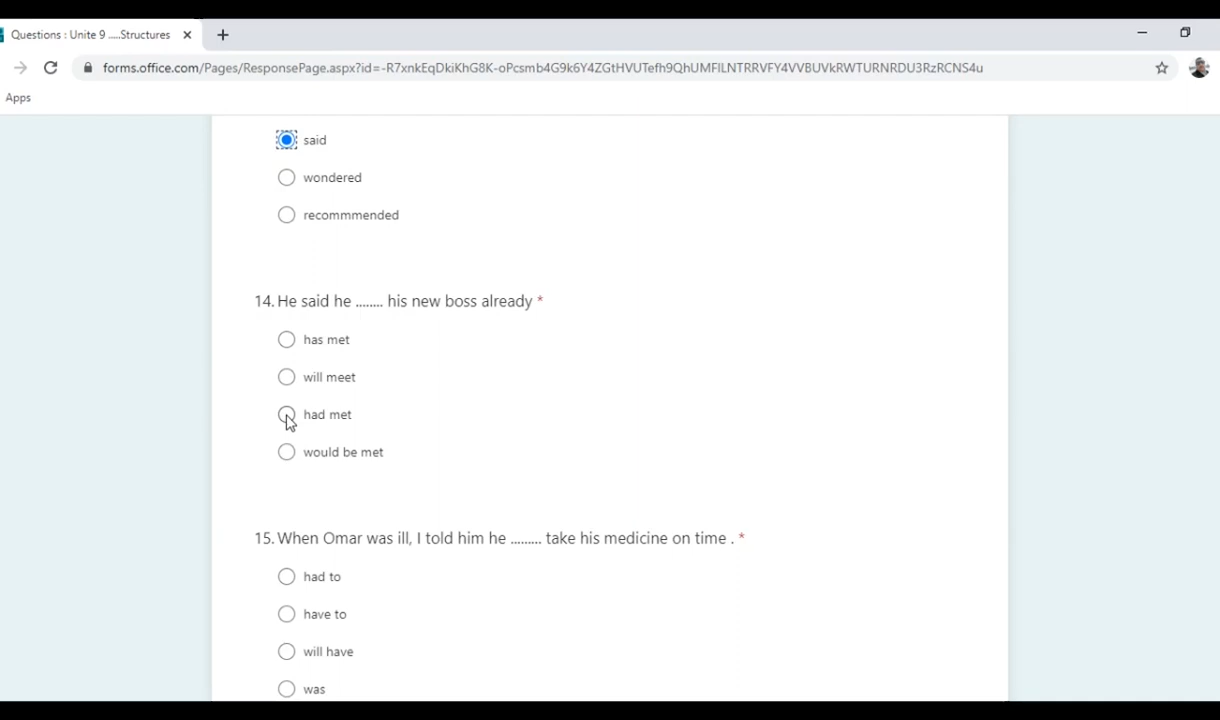 Questions : Unite 9 .....Structures
forms.office.com/Pages/ResponsePage.aspx?id=-R7xnkEqDkiKhG8K-oPcsmb4G9k6Y4ZGtHVUTefh9QhUMFlLNTRRVFY4VVBUVkRWTURNRDU3RzRCNS4u
Apps
said
wondered
recommmended
14. He said he ........ his new boss already *
has met
will meet
had met
would be met
15. When Omar was ill, I told him he ......... take his medicine on time . *
had to
have to
will have
was